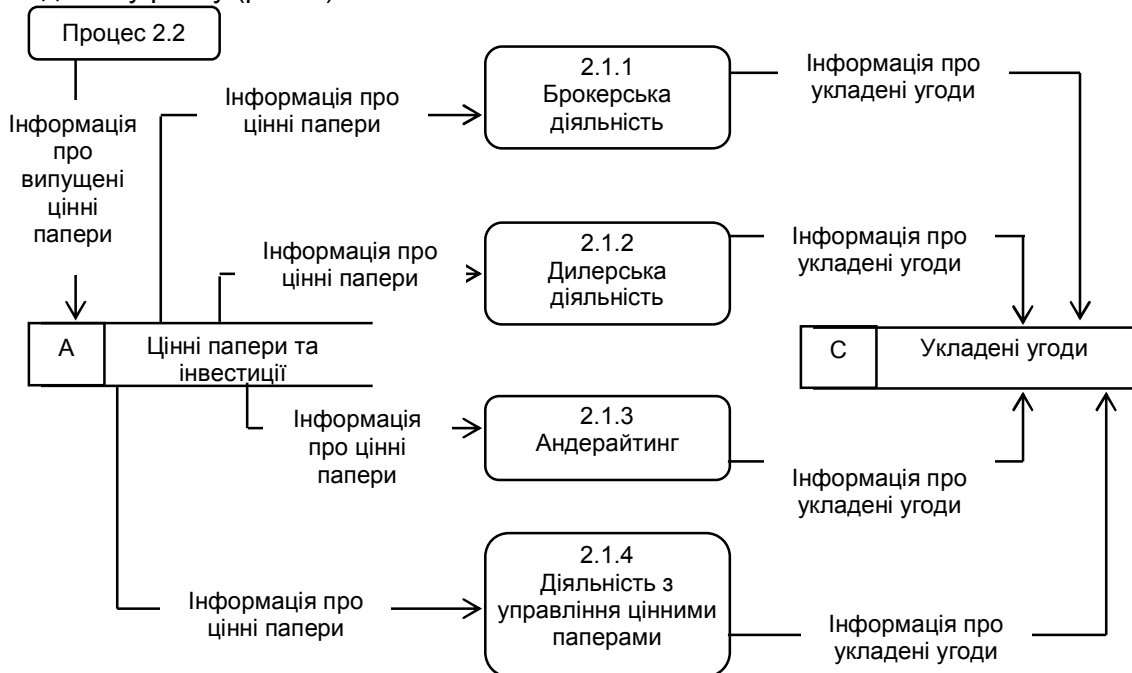 Процес 2.2
Інформація
про
випущені
цінні
папери
Інформація про
цінні папери
2.1.1
Брокерська
діяльність
Інформація про
укладені угоди
Інформація про
цінні папери
2.1.2
Дилерська
діяльність
Інформація про
укладені угоди
А
Цінні папери та
інвестиції
С
Укладені угоди
Інформація
про цінні
папери
2.1.3
Андерайтинг
Інформація про
укладені угоди
Інформація про
цінні папери
2.1.4
Діяльність з
управління цінними
паперами
Інформація про
укладені угоди